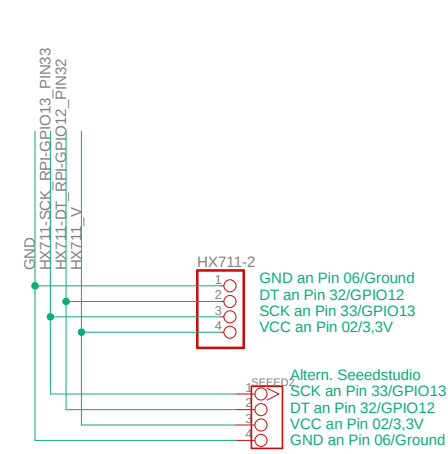 GND
HX711-SCK_RPI-GPIO13_PIN33
HX711-DT_RPI-GPIO12_PIN32
HX711_V
HX711-2
1
2
3
4
GND an Pin 06/Ground
DT an Pin 32/GPIO12
SCK an Pin 33/GPIO13
VCC an Pin 02/3,3V
Altern. Seeedstudio
SEEED2
1
2
3
4
SCK an Pin 33/GPIO13
DT an Pin 32/GPIO12
VCC an Pin 02/3,3V
GND an Pin 06/Ground